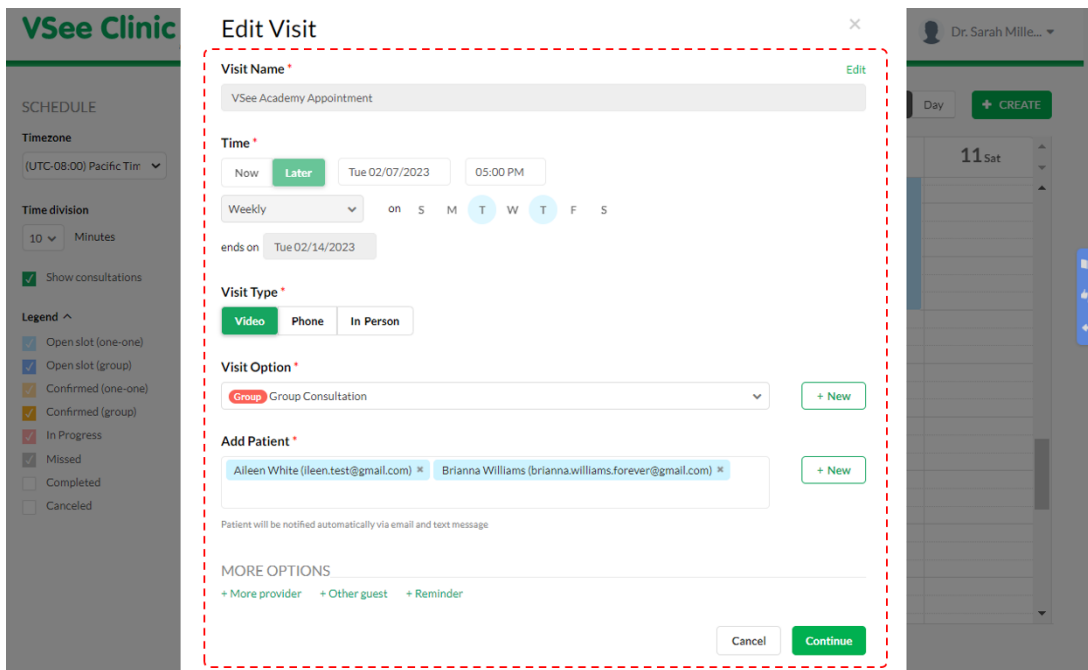 VSee Clinic
Dr. Sarah Mille...
SCHEDULE
Timezone
(UTC-08:00) Pacific Tim
Time division
10 Minutes
Show consultations
Legend
Open slot (one-one)
Open slot (group)
Confirmed (one-one)
Confirmed (group)
In Progress
Missed
Completed
Canceled
Edit Visit
×
Visit Name *
Edit
VSee Academy Appointment
Time *
Now Later Tue 02/07/2023 05:00 PM
Weekly on S M T W T F S
ends on Tue 02/14/2023
Visit Type *
Video Phone In Person
Visit Option *
Group Group Consultation
+ New
Add Patient *
Aileen White (ileen.test@gmail.com) × Brianna Williams (brianna.williams.forever@gmail.com) ×
+ New
Patient will be notified automatically via email and text message
MORE OPTIONS
+ More provider + Other guest + Reminder
Cancel Continue
Day + CREATE
11 Sat